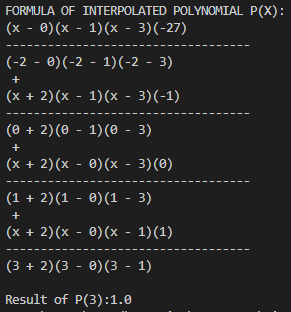 FORMULA OF INTERPOLATED POLYNOMIAL P(X):
(x - 0)(x - 1)(x - 3)(-27)
-----------------------------------
(-2 - 0)(-2 - 1)(-2 - 3)
+
(x + 2)(x - 1)(x - 3)(-1)
-----------------------------------
(0 + 2)(0 - 1)(0 - 3)
+
(x + 2)(x - 0)(x - 3)(0)
-----------------------------------
(1 + 2)(1 - 0)(1 - 3)
+
(x + 2)(x - 0)(x - 1)(1)
-----------------------------------
(3 + 2)(3 - 0)(3 - 1)
Result of P(3):1.0